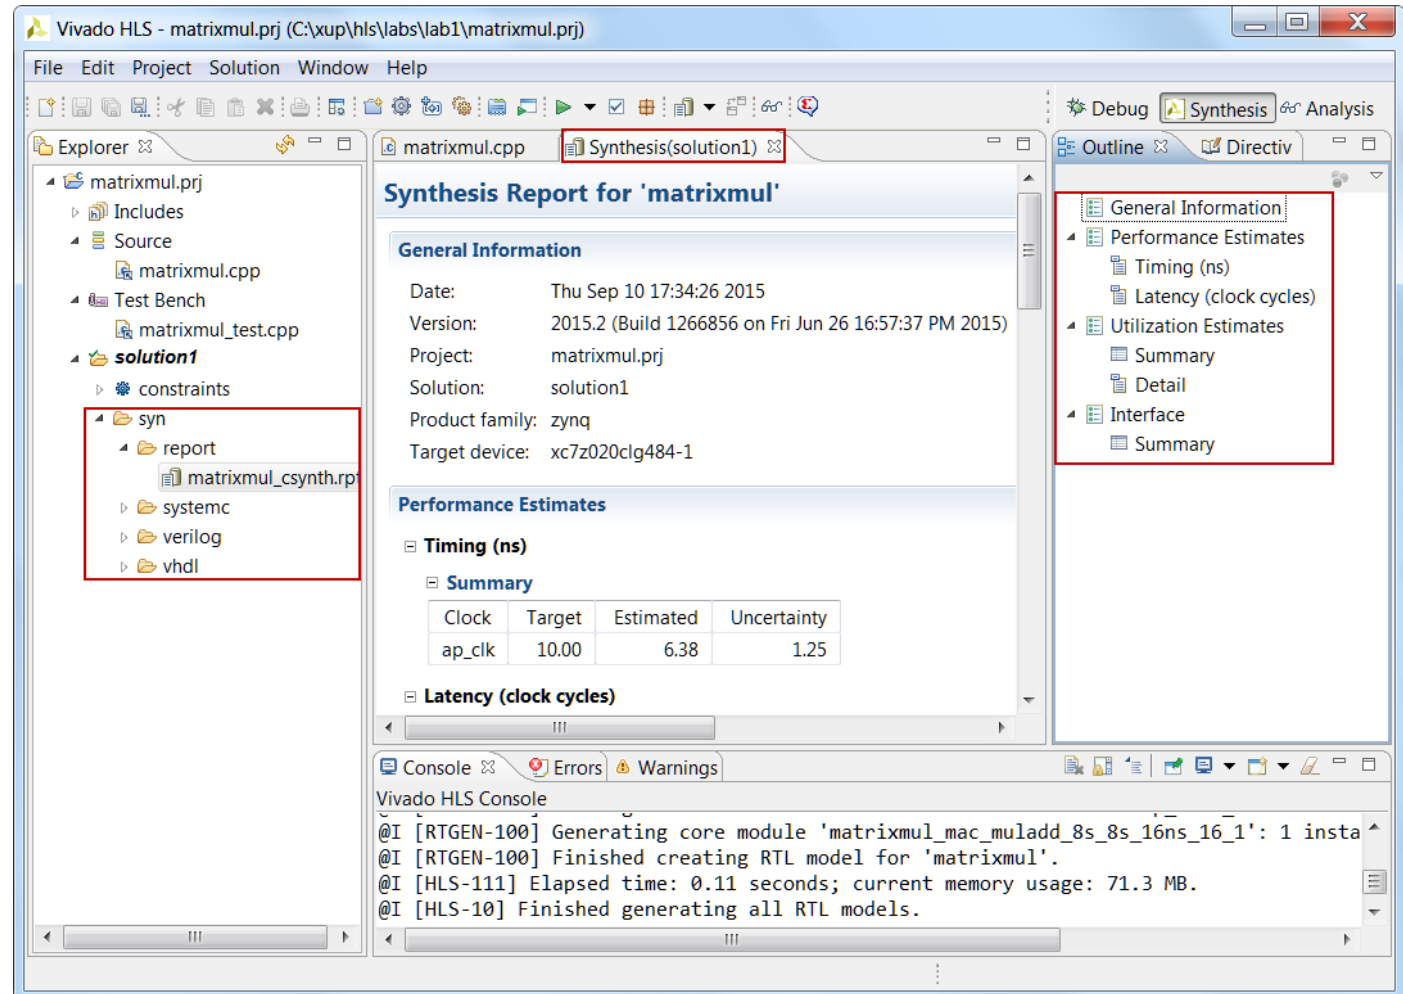 Vivado HLS - matrixmul.prj (C:\xup\hls\labs\lab1\matrixmul.prj)
File Edit Project Solution Window Help
Debug Synthesis Analysis
Explorer
matrixmul.prj
Includes
Source
matrixmul.cpp
Test Bench
matrixmul_test.cpp
solution1
constraints
syn
report
matrixmul_csynth.rpt
systemc
verilog
vhdl
matrixmul.cpp Synthesis(solution1)
Synthesis Report for 'matrixmul'
General Information
Date: Thu Sep 10 17:34:26 2015
Version: 2015.2 (Build 1266856 on Fri Jun 26 16:57:37 PM 2015)
Project: matrixmul.prj
Solution: solution1
Product family: zynq
Target device: xc7z020clg484-1
Performance Estimates
Timing (ns)
Summary
Clock Target Estimated Uncertainty
ap_clk 10.00 6.38 1.25
Latency (clock cycles)
Outline Directiv
General Information
Performance Estimates
Timing (ns)
Latency (clock cycles)
Utilization Estimates
Summary
Detail
Interface
Summary
Console Errors Warnings
Vivado HLS Console
@I [RTGEN-100] Generating core module 'matrixmul_mac_muladd_8s_8s_16ns_16_1': 1 insta
@I [RTGEN-100] Finished creating RTL model for 'matrixmul'.
@I [HLS-111] Elapsed time: 0.11 seconds; current memory usage: 71.3 MB.
@I [HLS-10] Finished generating all RTL models.